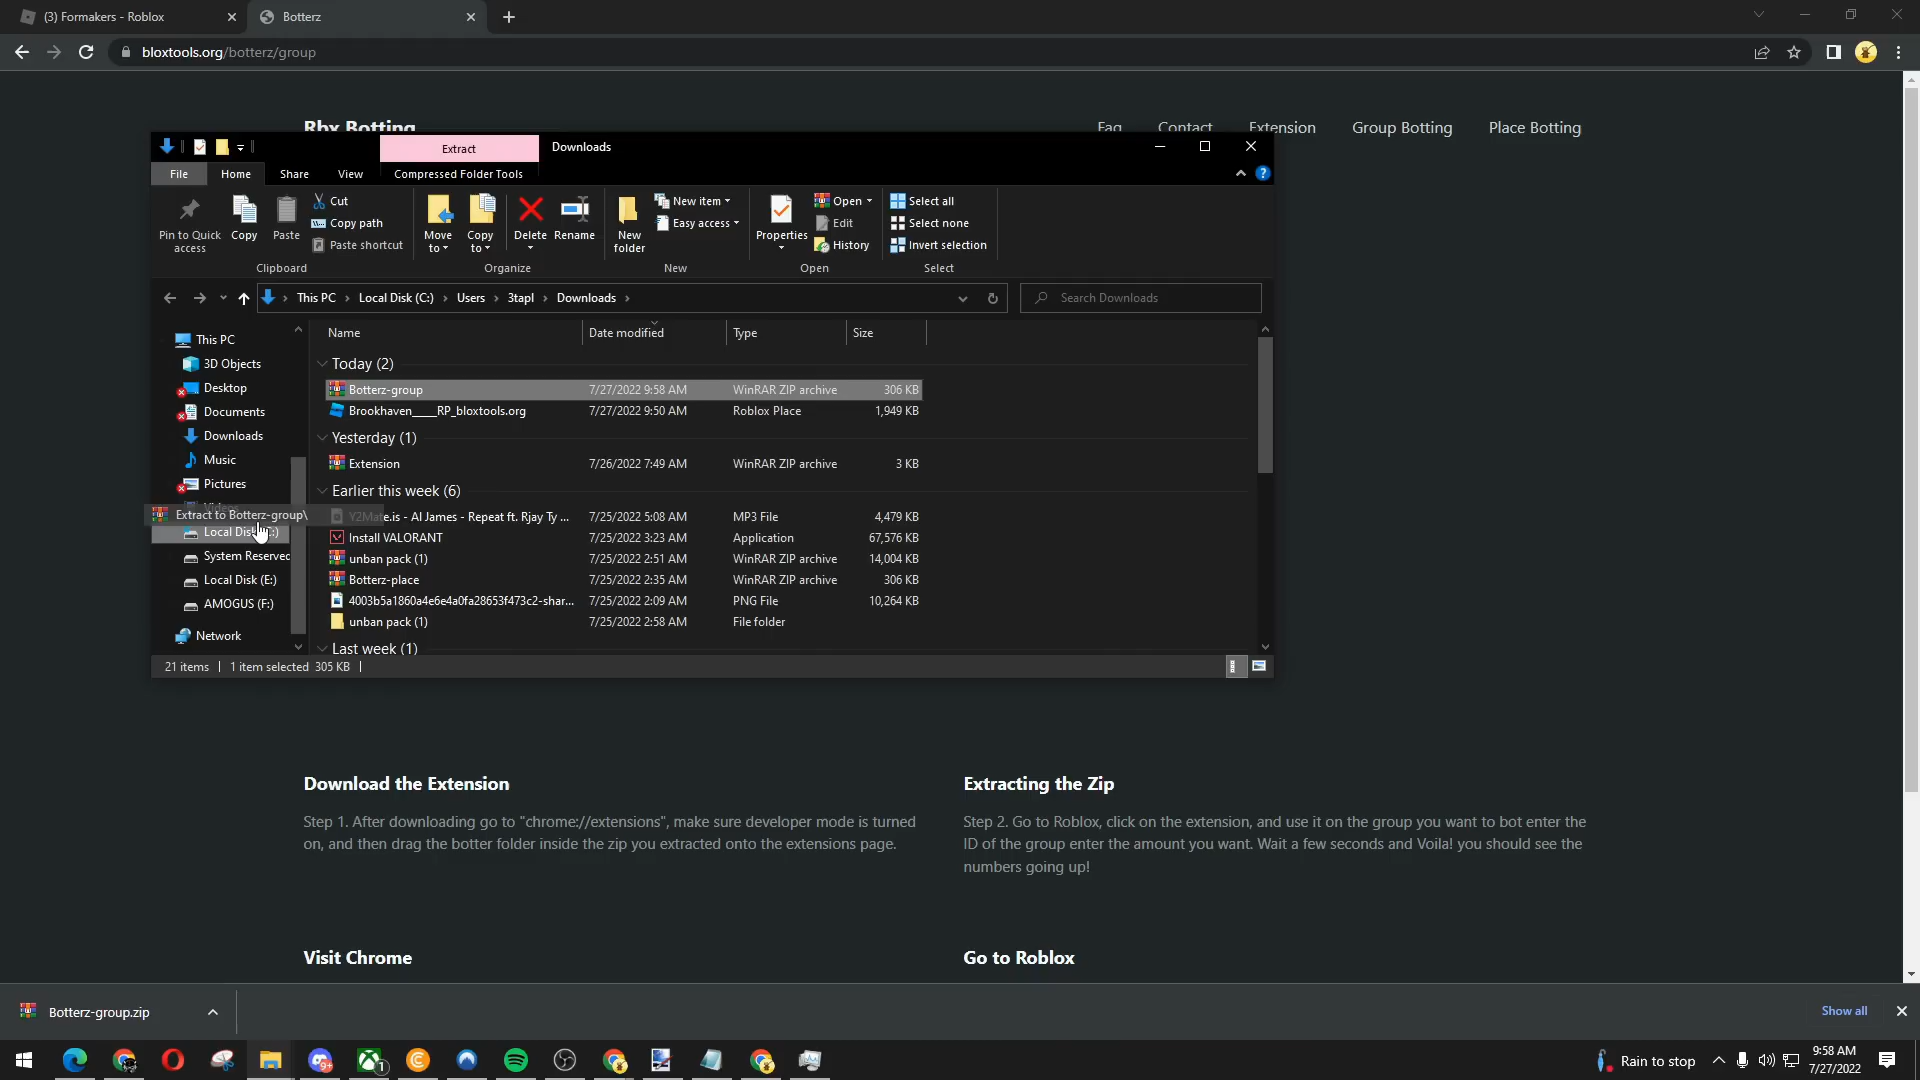 (3) Formakers - Roblox
Botterz
bloxtools.org/botterz/group
Rbx Botting
Faq
Contact
Extension
Group Botting
Place Botting
Extract
Downloads
File
Home
Share
View
Compressed Folder Tools
Pin to Quick access
Copy
Paste
Cut
Copy path
Paste shortcut
Clipboard
Move to
Copy to
Delete
Rename
Organize
New folder
New item
Easy access
New
Properties
Open
Edit
History
Open
Select all
Select none
Invert selection
Select
This PC
Local Disk (C:)
Users
3tapl
Downloads
Search Downloads
This PC
3D Objects
Desktop
Documents
Downloads
Music
Pictures
Videos
Extract to Botterz-group\
Local Disk (C:)
System Reserved
Local Disk (E:)
AMOGUS (F:)
Network
Name Date modified Type Size
Today (2)
Botterz-group 7/27/2022 9:58 AM WinRAR ZIP archive 306 KB
Brookhaven____RP_bloxtools.org 7/27/2022 9:50 AM Roblox Place 1,949 KB
Yesterday (1)
Extension 7/26/2022 7:49 AM WinRAR ZIP archive 3 KB
Earlier this week (6)
Y2Mate.is - Al James - Repeat ft. Rjay Ty ... 7/25/2022 5:08 AM MP3 File 4,479 KB
Install VALORANT 7/25/2022 3:23 AM Application 67,576 KB
unban pack (1) 7/25/2022 2:51 AM WinRAR ZIP archive 14,004 KB
Botterz-place 7/25/2022 2:35 AM WinRAR ZIP archive 306 KB
4003b5a1860a4e6e4a0fa28653f473c2-shar... 7/25/2022 2:09 AM PNG File 10,264 KB
unban pack (1) 7/25/2022 2:58 AM File folder
Last week (1)
21 items 1 item selected 305 KB
Download the Extension
Step 1. After downloading go to "chrome://extensions", make sure developer mode is turned
on, and then drag the botter folder inside the zip you extracted onto the extensions page.
Extracting the Zip
Step 2. Go to Roblox, click on the extension, and use it on the group you want to bot enter the
ID of the group enter the amount you want. Wait a few seconds and Voila! you should see the
numbers going up!
Visit Chrome
Go to Roblox
Botterz-group.zip
Show all
9+
1
Rain to stop
9:58 AM
7/27/2022